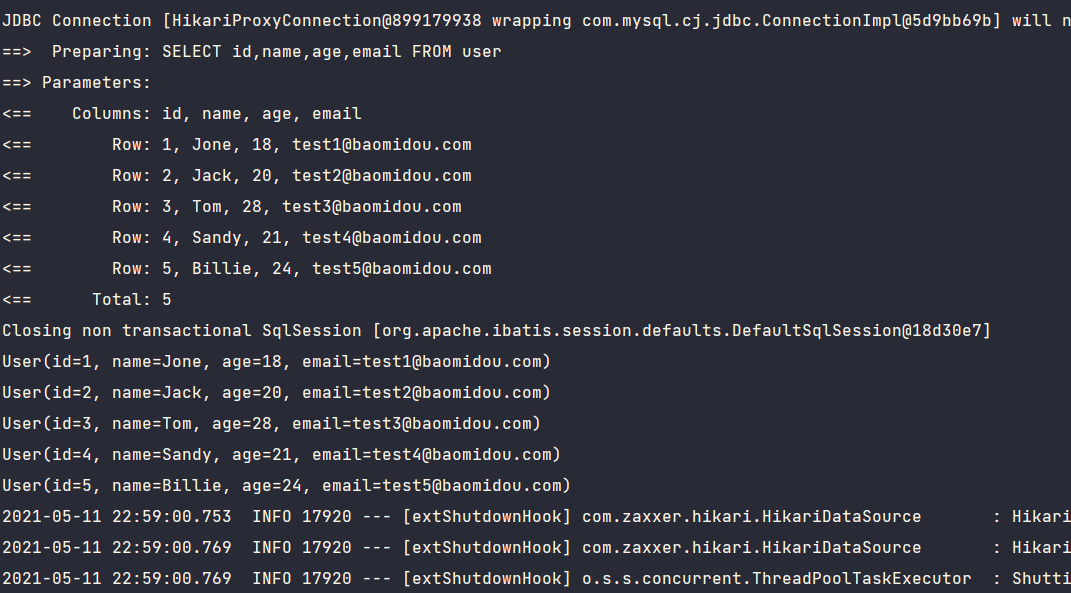 JDBC Connection [HikariProxyConnection@899179938 wrapping com.mysql.cj.jdbc.ConnectionImpl@5d9bb69b] will n
==>  Preparing: SELECT id,name,age,email FROM user
==> Parameters:
<==    Columns: id, name, age, email
<==        Row: 1, Jone, 18, test1@baomidou.com
<==        Row: 2, Jack, 20, test2@baomidou.com
<==        Row: 3, Tom, 28, test3@baomidou.com
<==        Row: 4, Sandy, 21, test4@baomidou.com
<==        Row: 5, Billie, 24, test5@baomidou.com
<==      Total: 5
Closing non transactional SqlSession [org.apache.ibatis.session.defaults.DefaultSqlSession@18d30e7]
User(id=1, name=Jone, age=18, email=test1@baomidou.com)
User(id=2, name=Jack, age=20, email=test2@baomidou.com)
User(id=3, name=Tom, age=28, email=test3@baomidou.com)
User(id=4, name=Sandy, age=21, email=test4@baomidou.com)
User(id=5, name=Billie, age=24, email=test5@baomidou.com)
2021-05-11 22:59:00.753  INFO 17920 --- [extShutdownHook] com.zaxxer.hikari.HikariDataSource       : Hikari
2021-05-11 22:59:00.769  INFO 17920 --- [extShutdownHook] com.zaxxer.hikari.HikariDataSource       : Hikari
2021-05-11 22:59:00.769  INFO 17920 --- [extShutdownHook] o.s.s.concurrent.ThreadPoolTaskExecutor  : Shutti